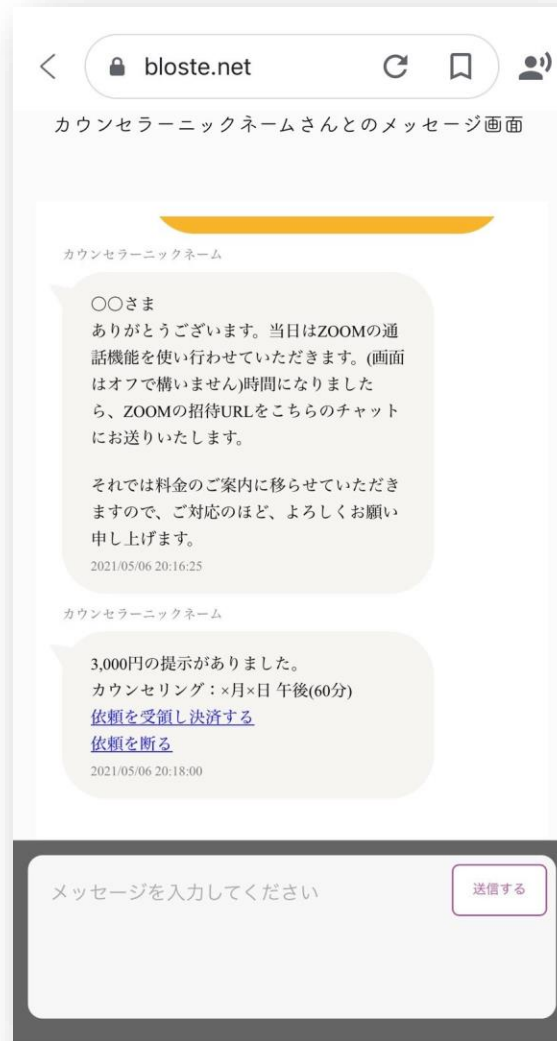 bloste.net
カウンセラーニックネームさんとのメッセージ画面
カウンセラーニックネーム
〇〇さま
ありがとうございます。当日はZOOMの通
話機能を使い行わせていただきます。(画面
はオフで構いません)時間になりました
ら、ZOOMの招待URLをこちらのチャット
にお送りいたします。
それでは料金のご案内に移らせていただき
ますので、ご対応のほど、よろしくお願い
申し上げます。
2021/05/06 20:16:25
カウンセラーニックネーム
3,000円の提示がありました。
カウンセリング：×月×日 午後(60分)
依頼を受領し決済する
依頼を断る
2021/05/06 20:18:00
メッセージを入力してください
送信する